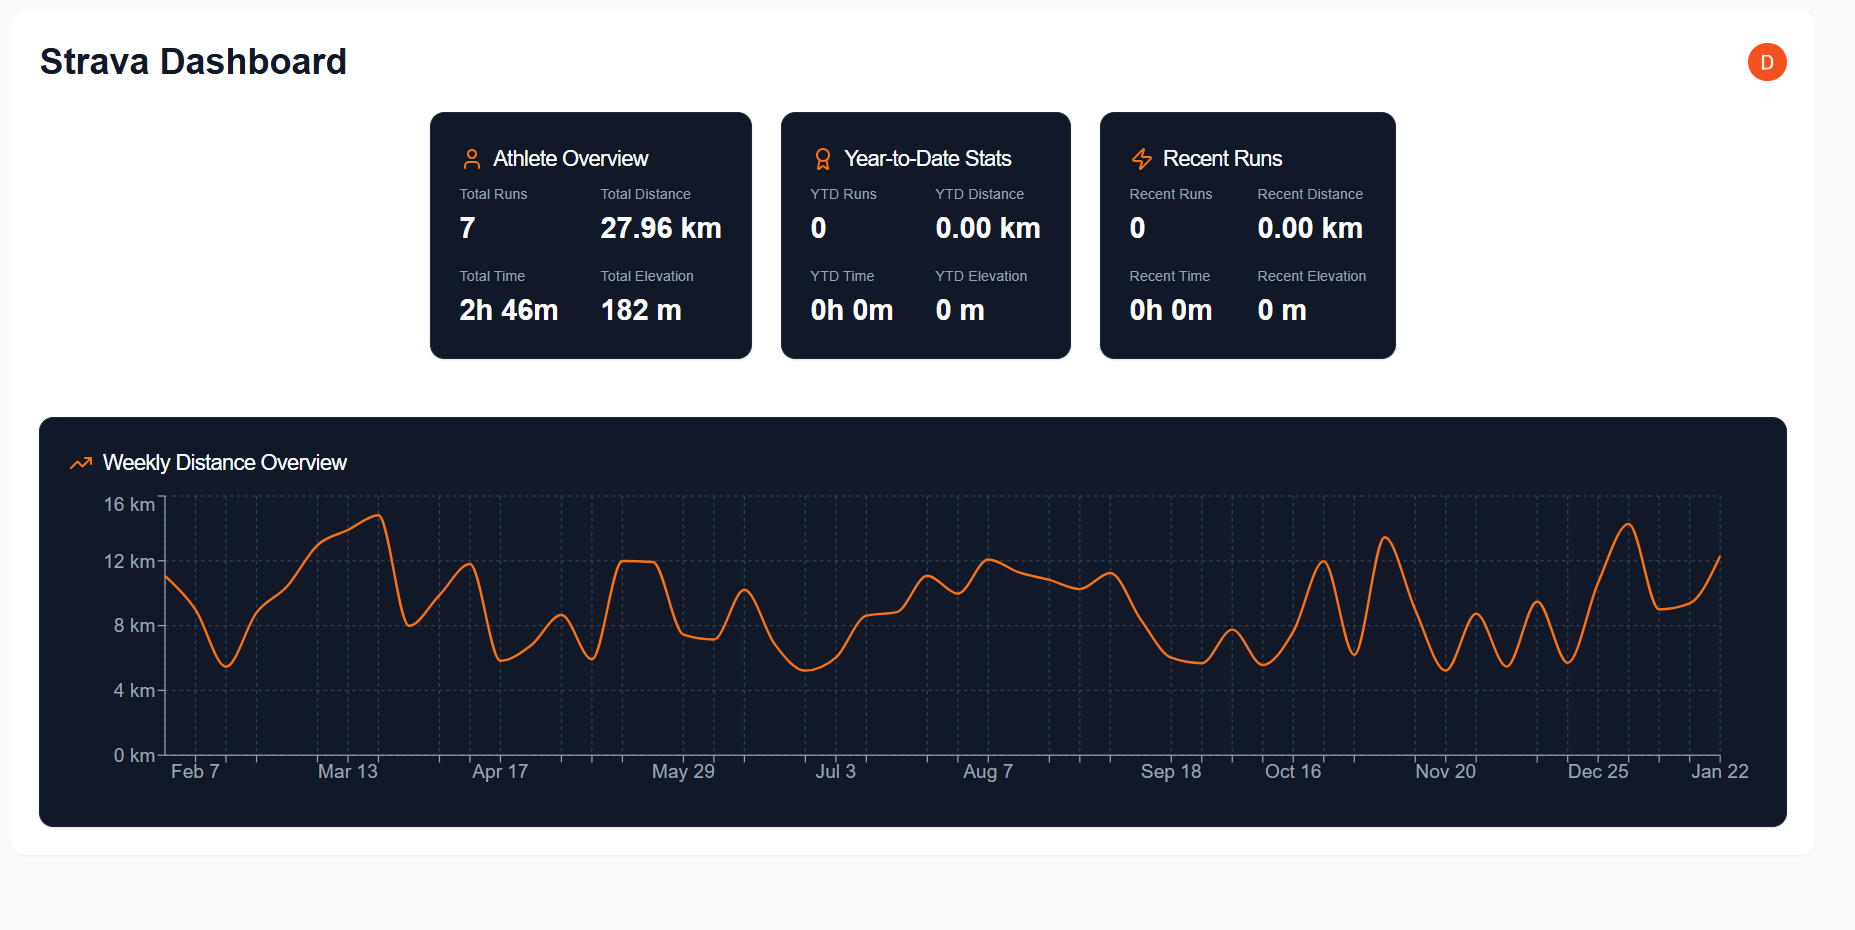 Strava Dashboard
D
Athlete Overview
Total Runs
Total Distance
7
27.96 km
Total Time
Total Elevation
2h 46m
182 m
Year-to-Date Stats
YTD Runs
YTD Distance
0
0.00 km
YTD Time
YTD Elevation
0h 0m
0 m
Recent Runs
Recent Runs
Recent Distance
0
0.00 km
Recent Time
Recent Elevation
0h 0m
0 m
Weekly Distance Overview
16 km
12 km
8 km
4 km
0 km
Feb 7 Mar 13 Apr 17 May 29 Jul 3 Aug 7 Sep 18 Oct 16 Nov 20 Dec 25 Jan 22